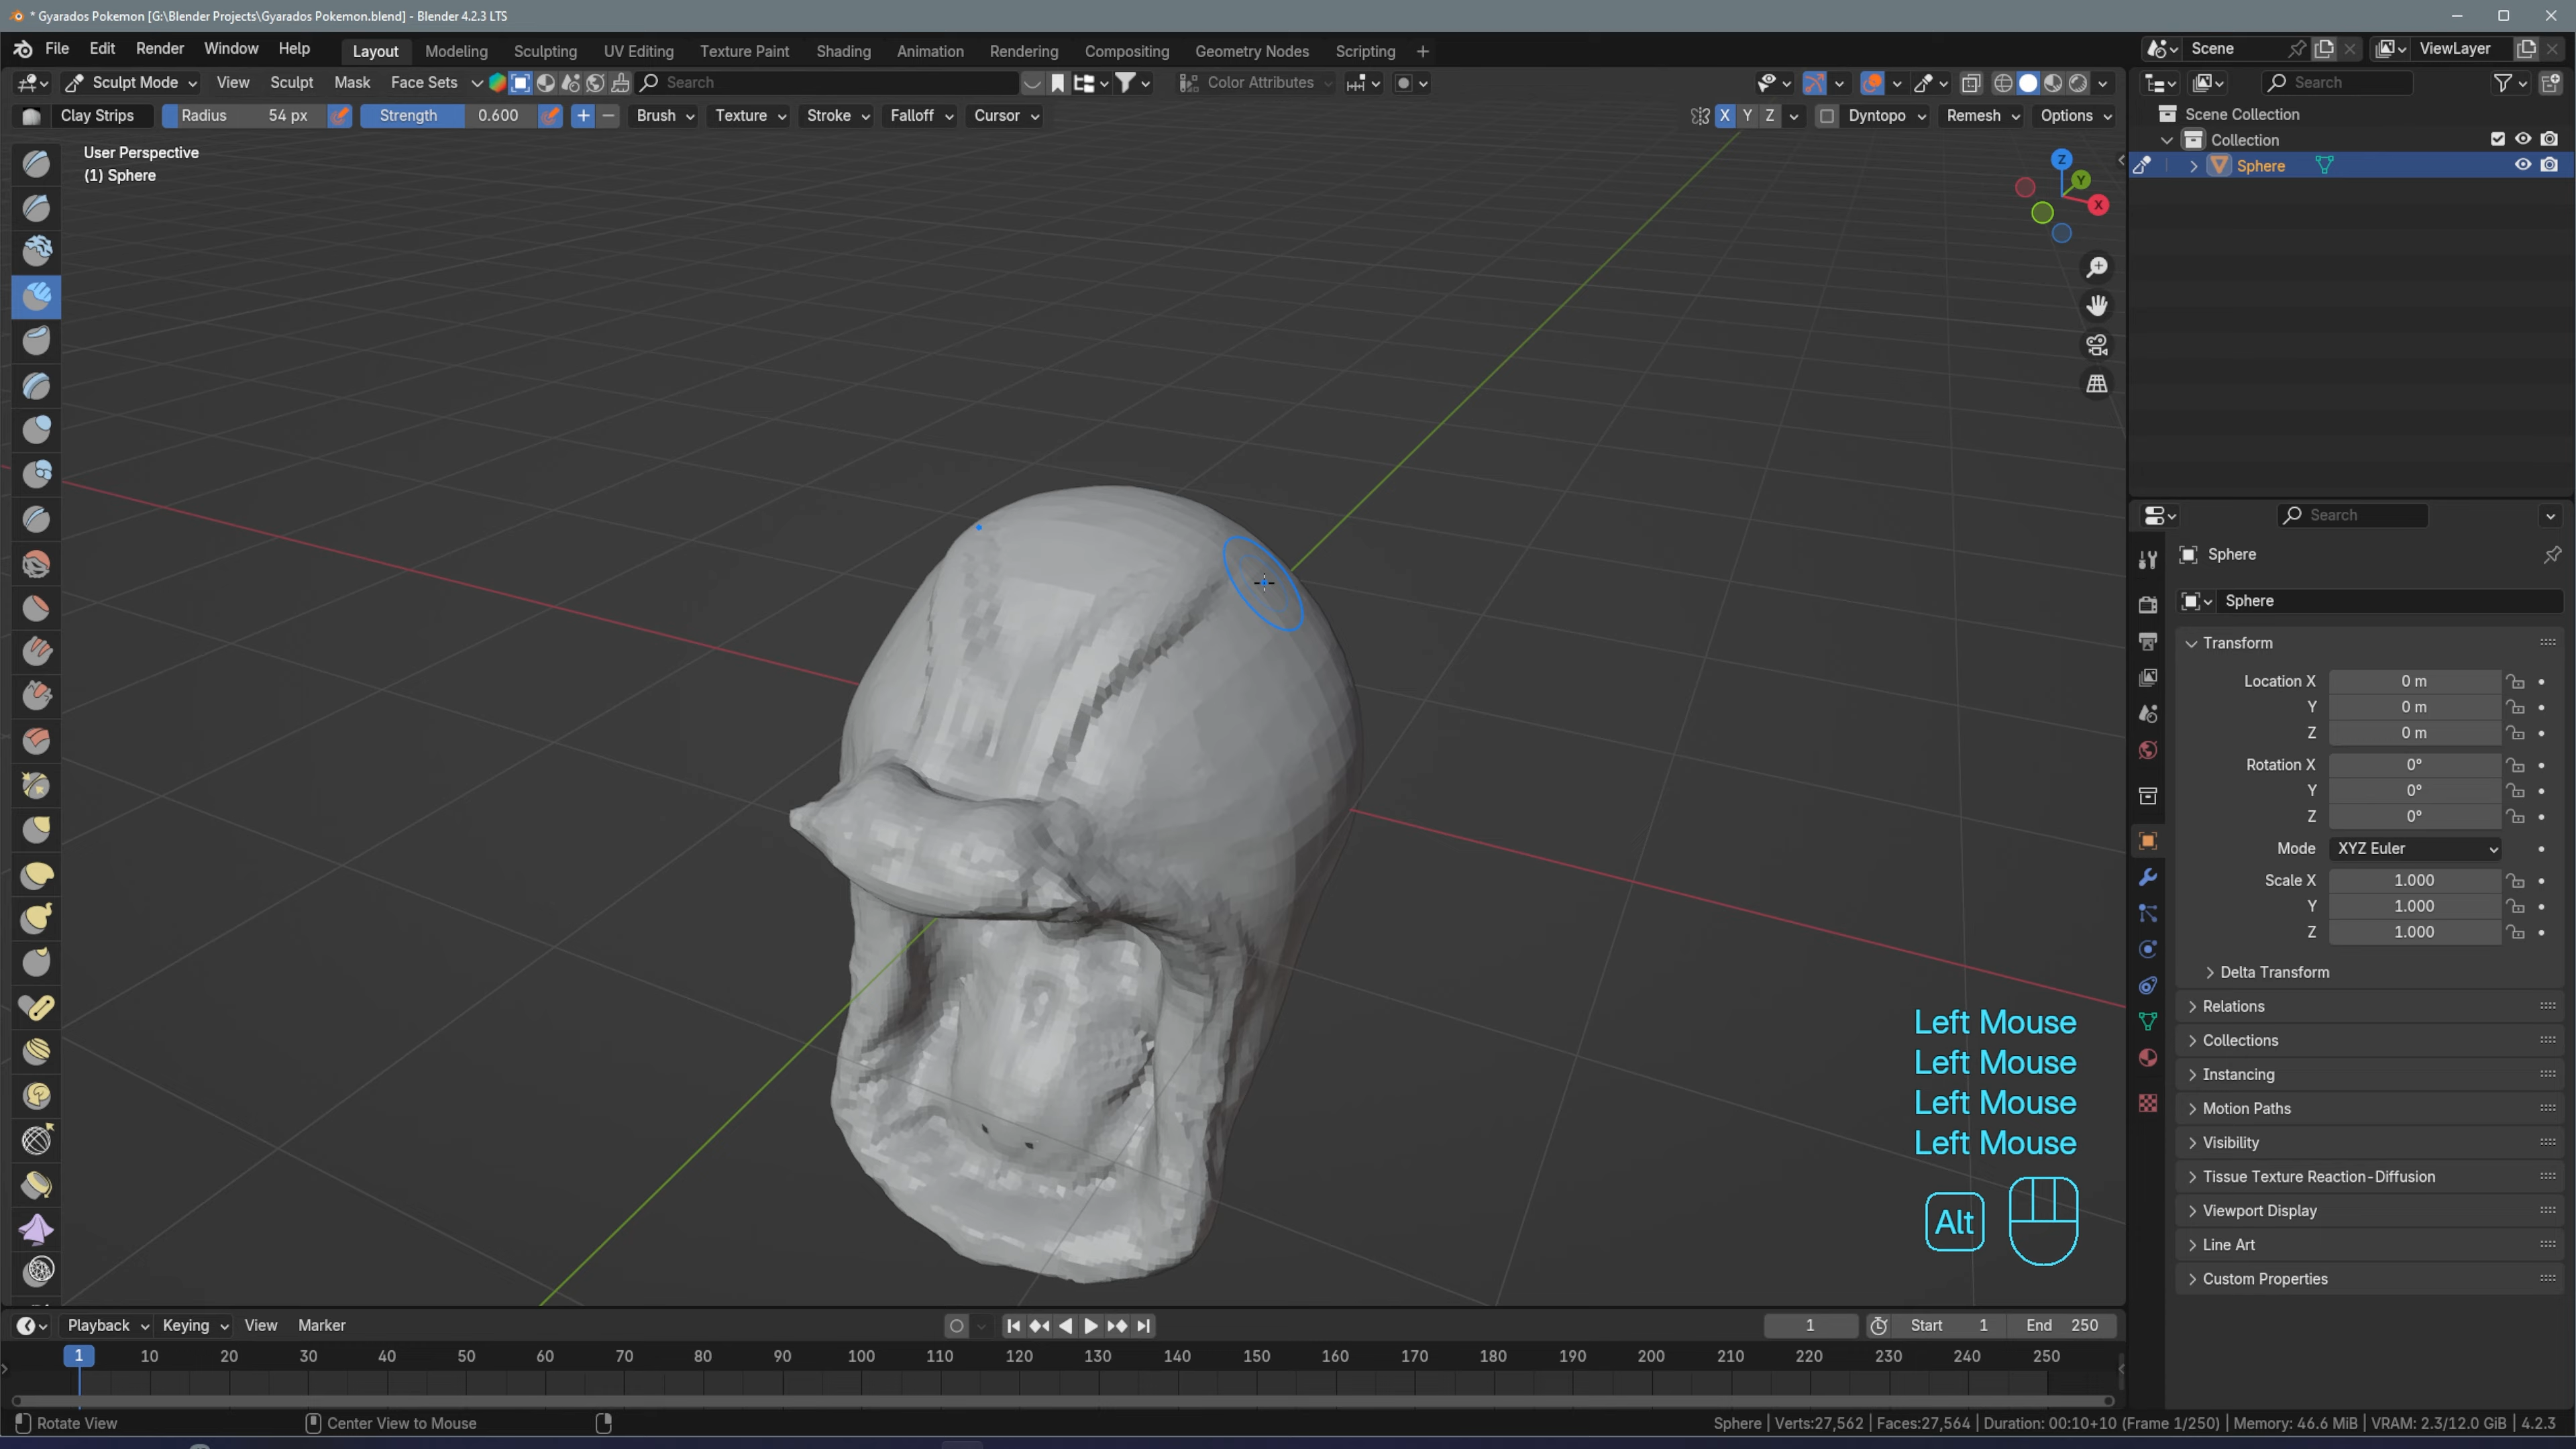 * Gyarados Pokemon [G:\Blender Projects\Gyarados Pokemon.blend] - Blender 4.2.3 LTS
File Edit Render Window Help Layout Modeling Sculpting UV Editing Texture Paint Shading Animation Rendering Compositing Geometry Nodes Scripting + Scene ViewLayer
Sculpt Mode View Sculpt Mask Face Sets Search Color Attributes Search
Clay Strips Radius 54 px Strength 0.600 Brush Texture Stroke Falloff Cursor X Y Z Dyntopo Remesh Options
Scene Collection
Collection
Sphere
User Perspective
(1) Sphere
Z
Y
X
Search
Sphere
Sphere
Transform
Location X 0 m
Y 0 m
Z 0 m
Rotation X 0°
Y 0°
Z 0°
Mode XYZ Euler
Scale X 1.000
Y 1.000
Z 1.000
Delta Transform
Relations
Collections
Instancing
Motion Paths
Visibility
Tissue Texture Reaction-Diffusion
Viewport Display
Line Art
Custom Properties
Left Mouse
Left Mouse
Left Mouse
Left Mouse
Alt
Playback Keying View Marker 1 Start 1 End 250
1 10 20 30 40 50 60 70 80 90 100 110 120 130 140 150 160 170 180 190 200 210 220 230 240 250
Rotate View Center View to Mouse Sphere | Verts:27,562 | Faces:27,564 | Duration: 00:10+10 (Frame 1/250) | Memory: 46.6 MiB | VRAM: 2.3/12.0 GiB | 4.2.3